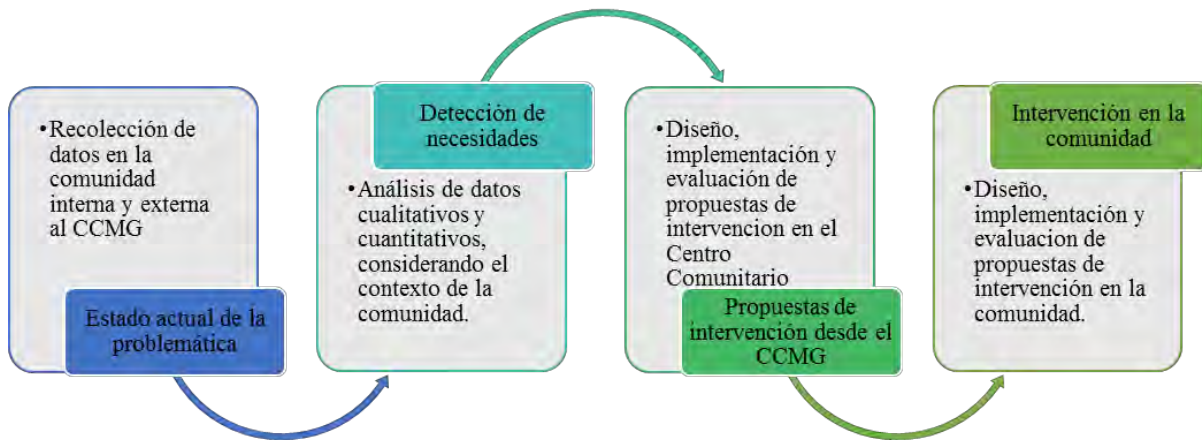 •Recolección de
datos en la
comunidad
interna y externa
al CCMG
Estado actual de la
problemática
Detección de
necesidades
•Análisis de datos
cualitativos y
cuantitativos,
considerando el
contexto de la
comunidad.
•Diseño,
implementación y
evaluación de
propuestas de
intervencion en el
Centro
Comunitario
Propuestas de
intervención desde el
CCMG
Intervención en la
comunidad
•Diseño,
implementación y
evaluacion de
propuestas de
intervención en la
comunidad.